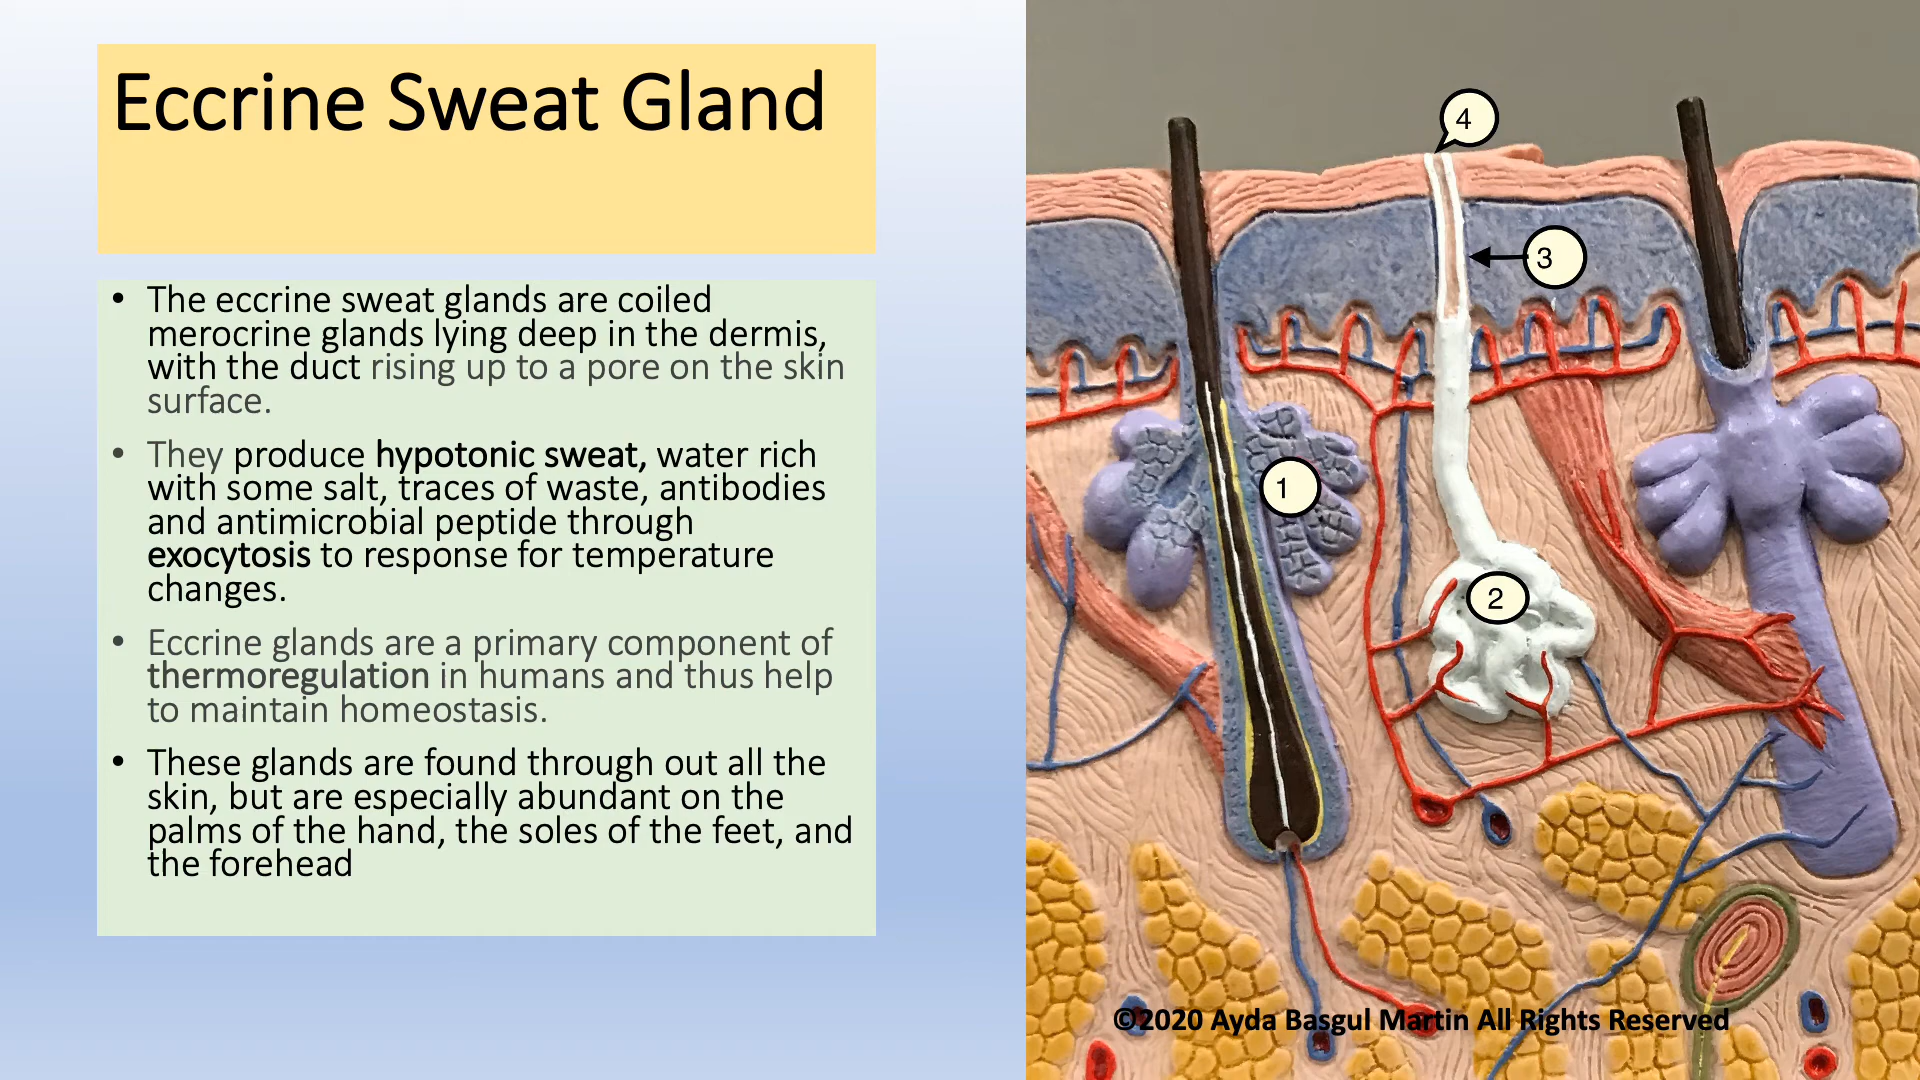 Eccrine Sweat Gland
• The eccrine sweat glands are coiled
merocrine glands lying deep in the dermis,
with the duct rising up to a pore on the skin
surface.
• They produce hypotonic sweat, water rich
with some salt, traces of waste, antibodies
and antimicrobial peptide through
exocytosis to response for temperature
changes.
• Eccrine glands are a primary component of
thermoregulation in humans and thus help
to maintain homeostasis.
• These glands are found through out all the
skin, but are especially abundant on the
palms of the hand, the soles of the feet, and
the forehead
4
3
1
2
©2020 Ayda Basgul Martin All Rights Reserved